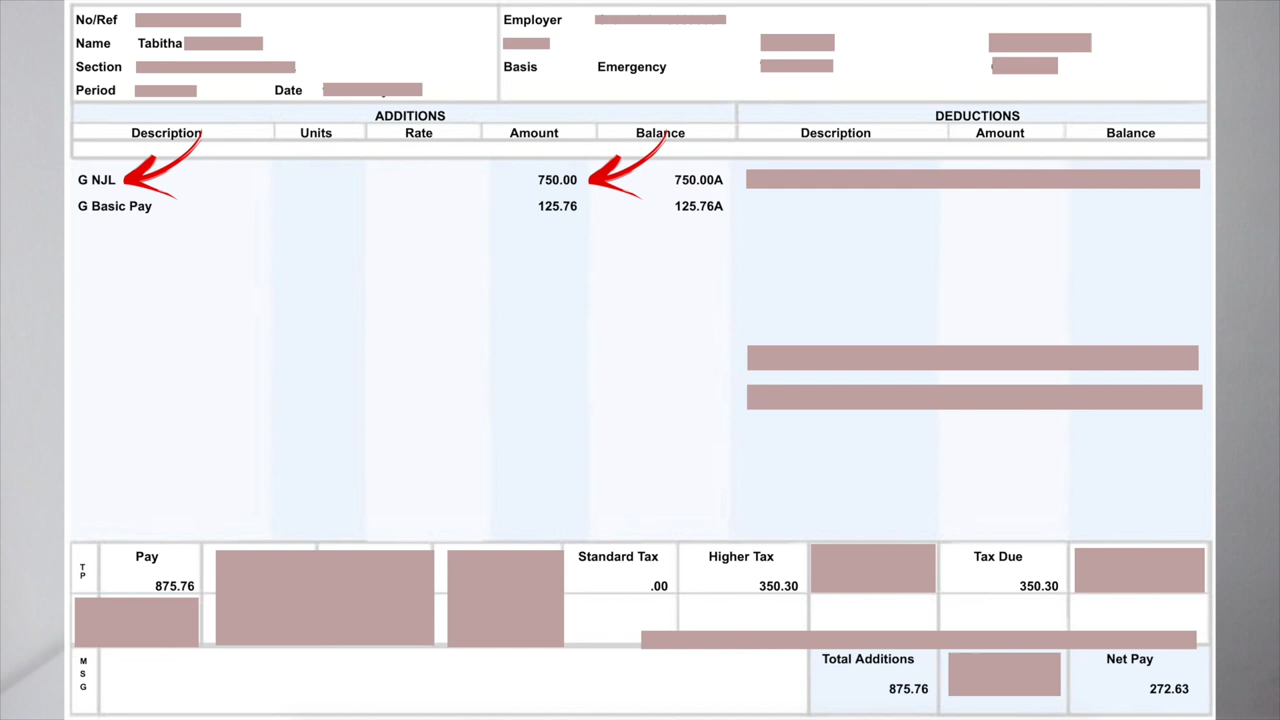 No/Ref
Employer
Name Tabitha
Section
Basis Emergency
Period Date
ADDITIONS DEDUCTIONS
Description Units Rate Amount Balance Description Amount Balance
G NJL 750.00 750.00A
G Basic Pay 125.76 125.76A
TP Pay Standard Tax Higher Tax Tax Due
875.76 .00 350.30 350.30
MSG Total Additions Net Pay
875.76 272.63